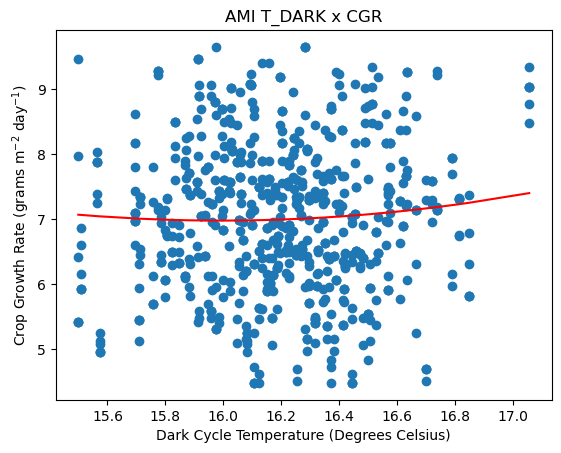 AMI T_DARK x CGR
Crop Growth Rate (grams m⁻² day⁻¹)
9
8
7
6
5
15.6 15.8 16.0 16.2 16.4 16.6 16.8 17.0
Dark Cycle Temperature (Degrees Celsius)